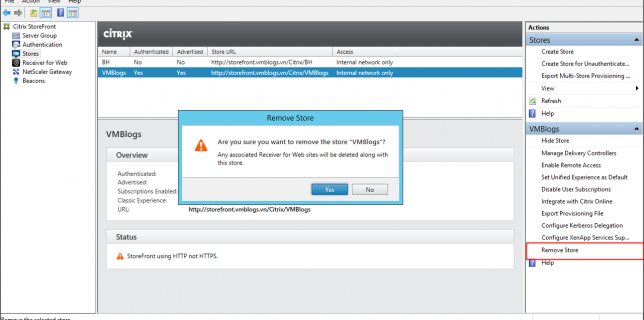 File Action View Help
Citrix StoreFront
Server Group
Authentication
Stores
Receiver for Web
NetScaler Gateway
Beacons
CITRIX
Name Authenticated Advertised Store URL Access
BH No No http://storefront.vmblogs.vn/Citrix/BH Internal network only
VMBlogs Yes Yes http://storefront.vmblogs.vn/Citrix/VMBlogs Internal network only
Remove Store
Are you sure you want to remove the store "VMBlogs"?
Any associated Receiver for Web sites will be deleted along with
this store.
Yes No
VMBlogs
Overview
Authenticated:
Advertised:
Subscriptions Enabled:
Classic Experience:
URL: http://storefront.vmblogs.vn/Citrix/VMBlogs
Status
StoreFront using HTTP not HTTPS.
Actions
Stores
Create Store
Create Store for Unauthenticate...
Export Multi-Store Provisioning ...
View
Refresh
Help
VMBlogs
Hide Store
Manage Delivery Controllers
Enable Remote Access
Set Unified Experience as Default
Disable User Subscriptions
Integrate with Citrix Online
Export Provisioning File
Configure Kerberos Delegation
Configure XenApp Services Sup...
Remove Store
Help
Remove the selected store